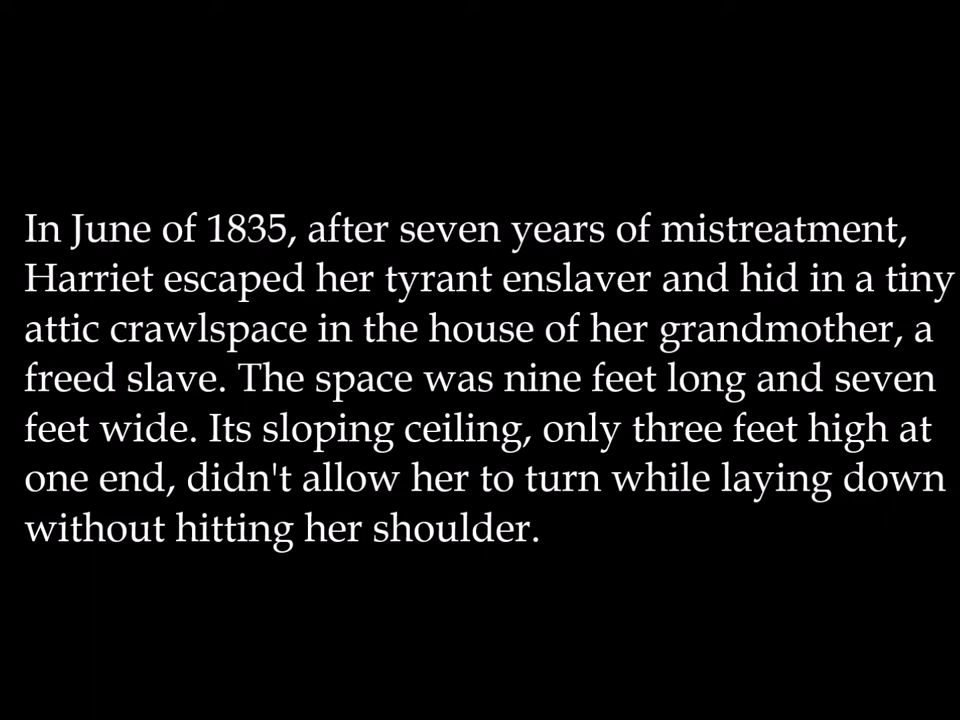 In June of 1835, after seven years of mistreatment,
Harriet escaped her tyrant enslaver and hid in a tiny
attic crawlspace in the house of her grandmother, a
freed slave. The space was nine feet long and seven
feet wide. Its sloping ceiling, only three feet high at
one end, didn't allow her to turn while laying down
without hitting her shoulder.